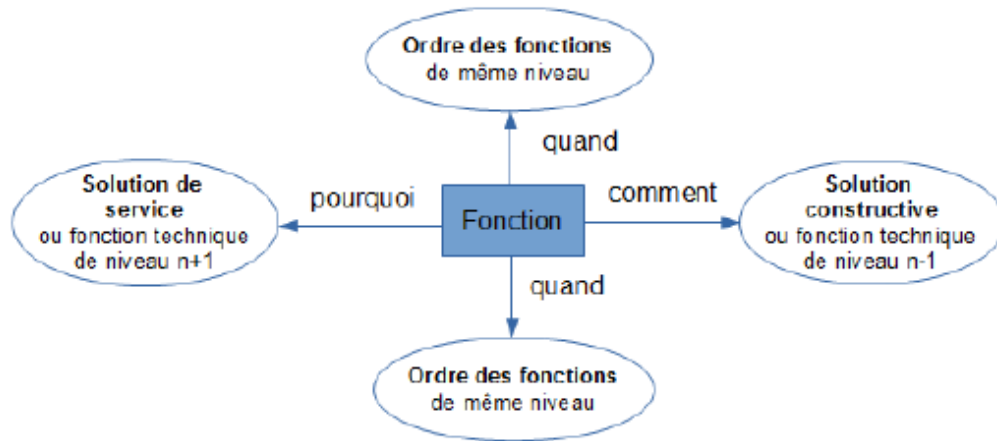 Ordre des fonctions
de même niveau
quand
Solution de
service
ou fonction technique
de niveau n+1
pourquoi
Fonction
comment
Solution
constructive
ou fonction technique
de niveau n-1
quand
Ordre des fonctions
de même niveau